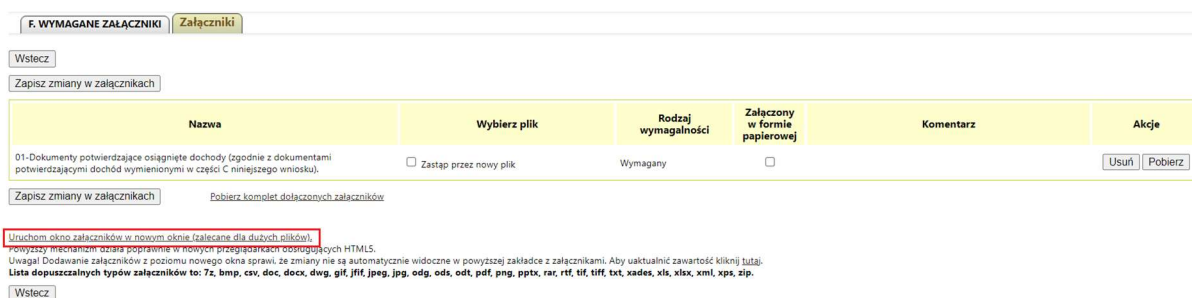 F. WYMAGANE ZAŁĄCZNIKI Załączniki
Wstecz
Zapisz zmiany w załącznikach
Nazwa Wybierz plik Rodzaj wymagalności Załączony w formie papierowej Komentarz Akcje
01-Dokumenty potwierdzające osiągnięte dochody (zgodnie z dokumentami
potwierdzającymi dochód wymienionymi w części C niniejszego wniosku).
Zastąp przez nowy plik Wymagany Usuń Pobierz
Zapisz zmiany w załącznikach Pobierz komplet dołączonych załączników
Uruchom okno załączników w nowym oknie (zalecane dla dużych plików).
Powyższy mechanizm działa poprawnie w nowych przeglądarkach obsługujących HTML5.
Uwaga! Dodawanie załączników z poziomu nowego okna sprawi, że zmiany nie są automatycznie widoczne w powyższej zakładce z załącznikami. Aby uaktualnić zawartość kliknij tutaj.
Lista dopuszczalnych typów załączników to: 7z, bmp, csv, doc, docx, dwg, gif, jfif, jpeg, jpg, odg, ods, odt, pdf, png, pptx, rar, rtf, tif, tiff, txt, xades, xls, xlsx, xml, xps, zip.
Wstecz